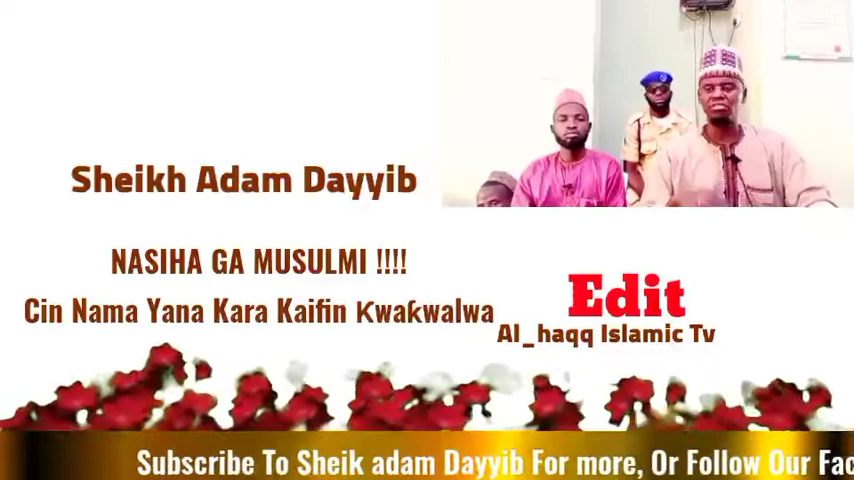 Sheikh Adam Dayyib
NASIHA GA MUSULMI !!!!
Cin Nama Yana Kara Kaifin Kwaƙwalwa
Edit
Al_haqq Islamic Tv
Subscribe To Sheik adam Dayyib For more, Or Follow Our Fac